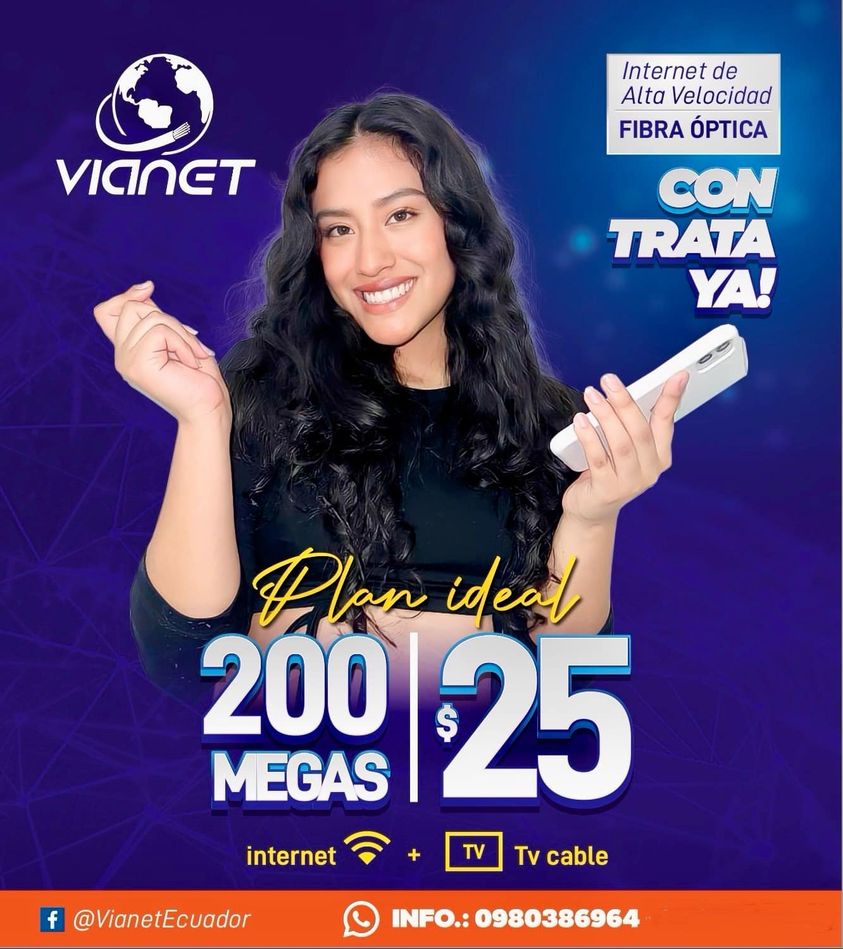 VIANET
Internet de
Alta Velocidad
FIBRA ÓPTICA
CON
TRATA
YA!
Plan ideal
200
MEGAS
$25
internet + TV Tv cable
@VianetEcuador
INFO.: 0980386964